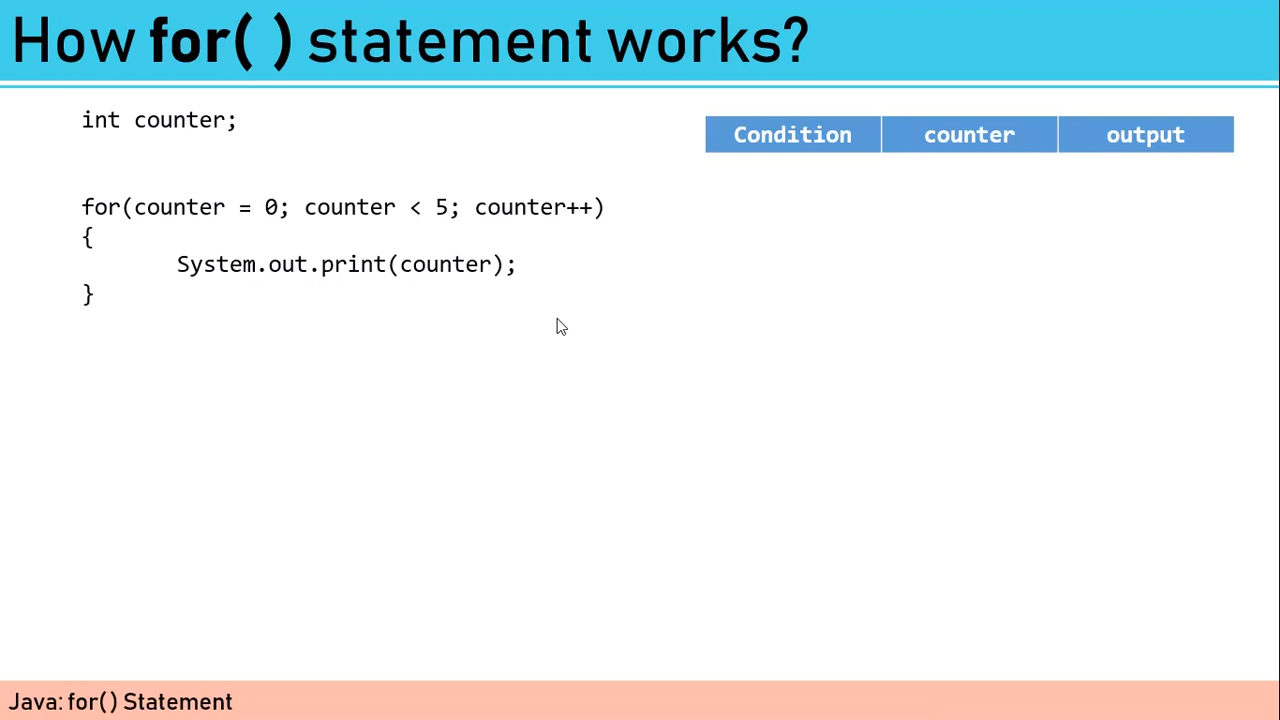 How for( ) statement works?
int counter;
Condition counter output
for(counter = 0; counter < 5; counter++)
{
System.out.print(counter);
}
Java: for( ) Statement